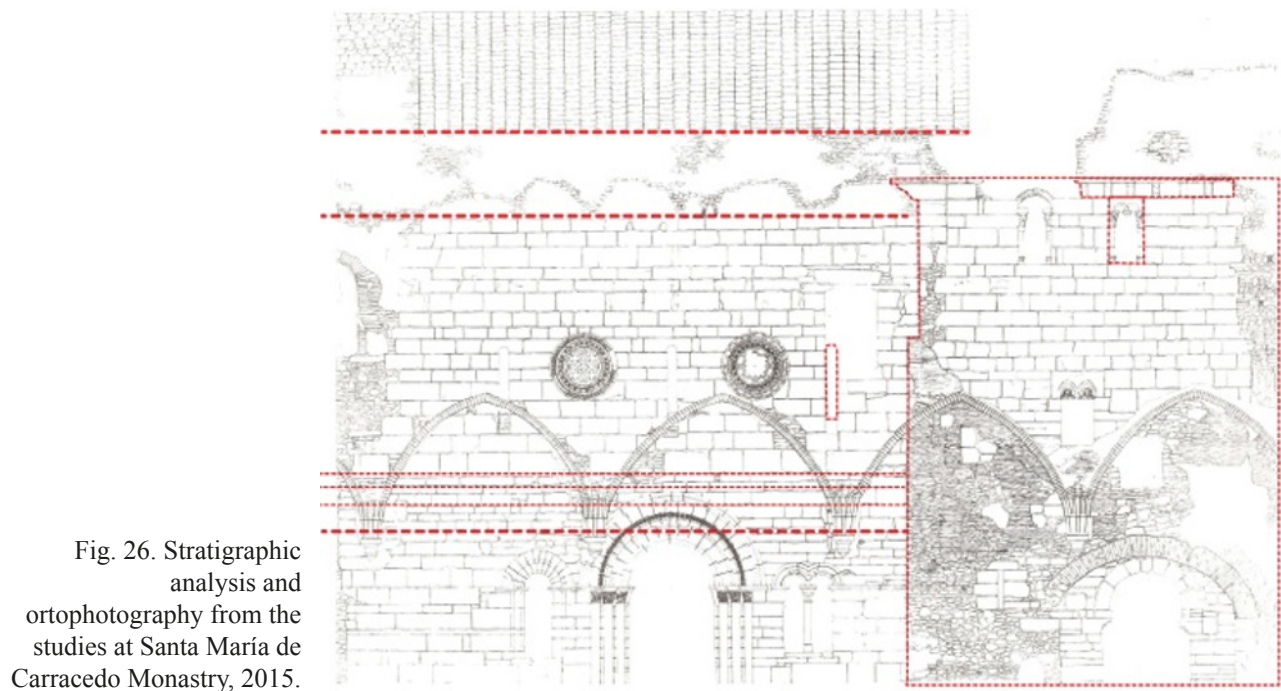 Fig. 26. Stratigraphic
analysis and
ortophotography from the
studies at Santa María de
Carracedo Monastry, 2015.